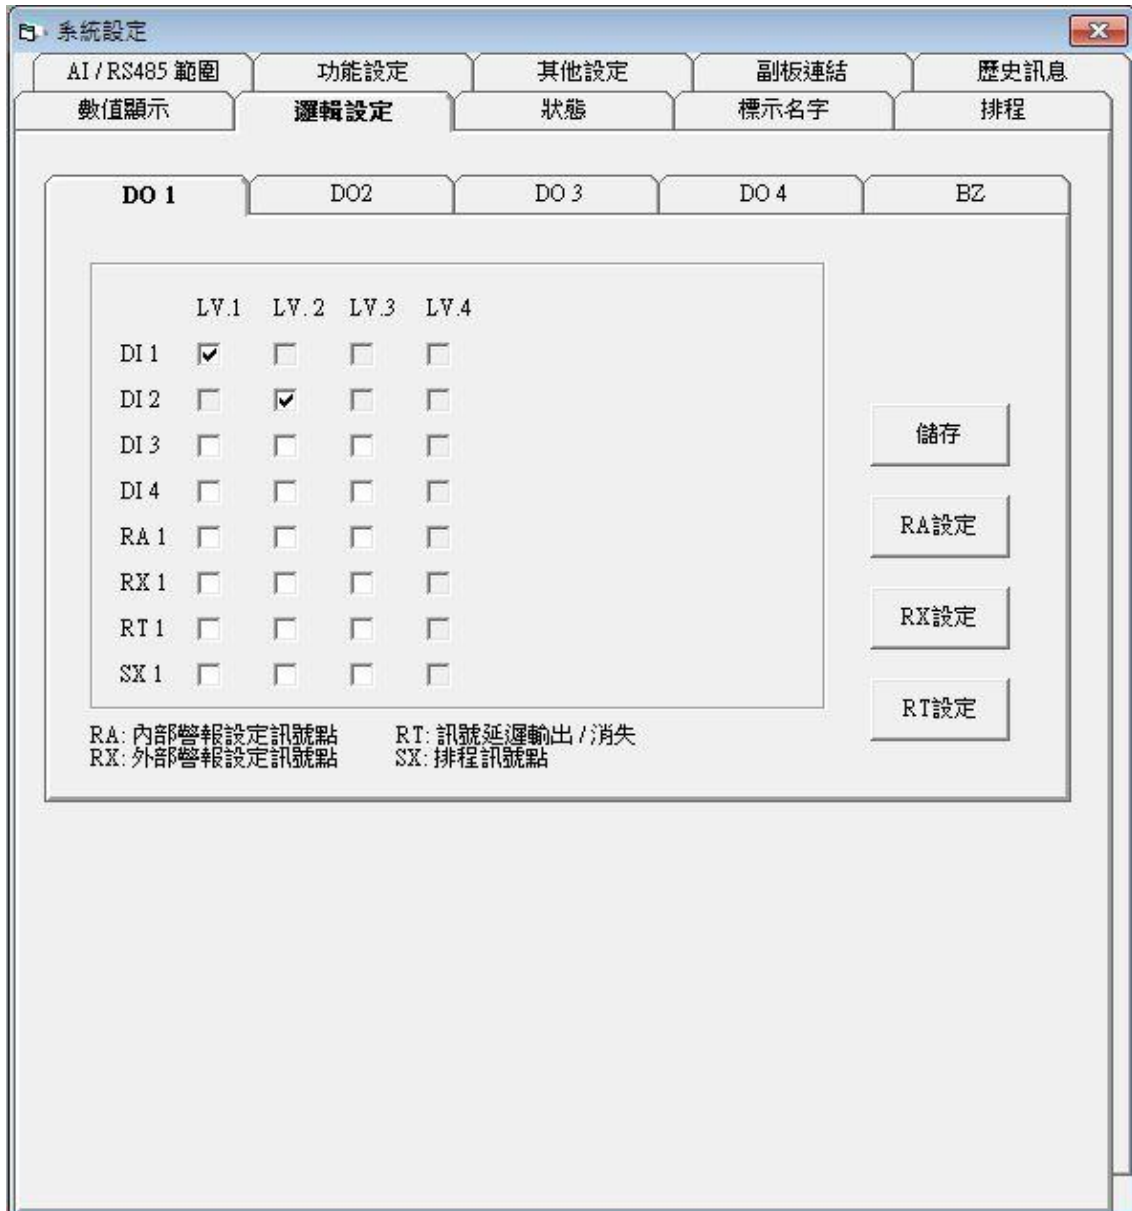 系統設定
AI / RS485 範圍 功能設定 其他設定 副板連結 歷史訊息
數值顯示 邏輯設定 狀態 標示名字 排程
DO 1 DO2 DO 3 DO 4 BZ
LV.1 LV. 2 LV.3 LV.4
DI 1
DI 2
DI 3
DI 4
RA 1
RX 1
RT 1
SX 1
儲存
RA設定
RX設定
RT設定
RA: 內部警報設定訊號點 RT: 訊號延遲輸出 / 消失
RX: 外部警報設定訊號點 SX: 排程訊號點